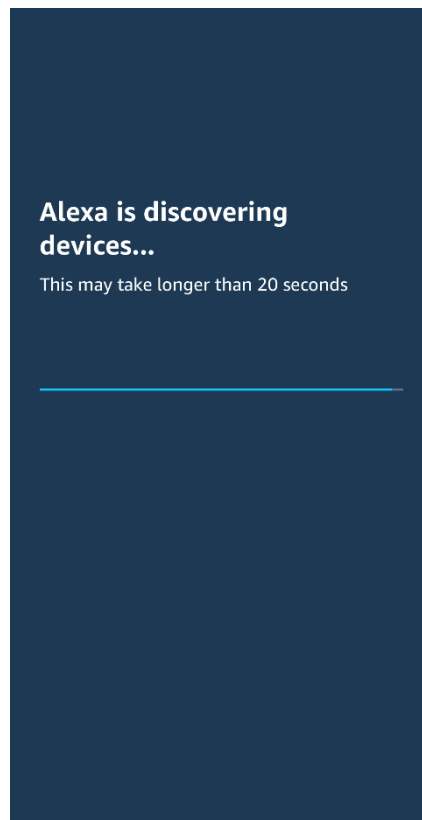 Alexa is discovering
devices...
This may take longer than 20 seconds